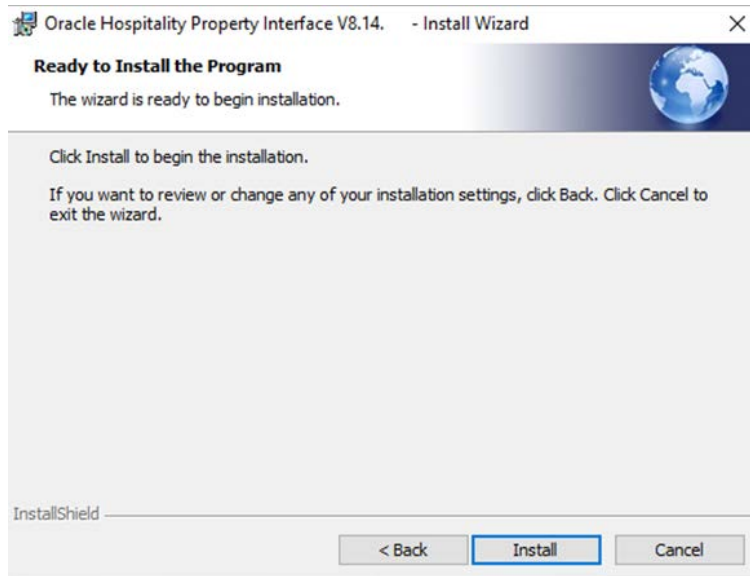 Oracle Hospitality Property Interface V8.14. - Install Wizard
Ready to Install the Program
The wizard is ready to begin installation.
Click Install to begin the installation.
If you want to review or change any of your installation settings, click Back. Click Cancel to
exit the wizard.
InstallShield
< Back Install Cancel